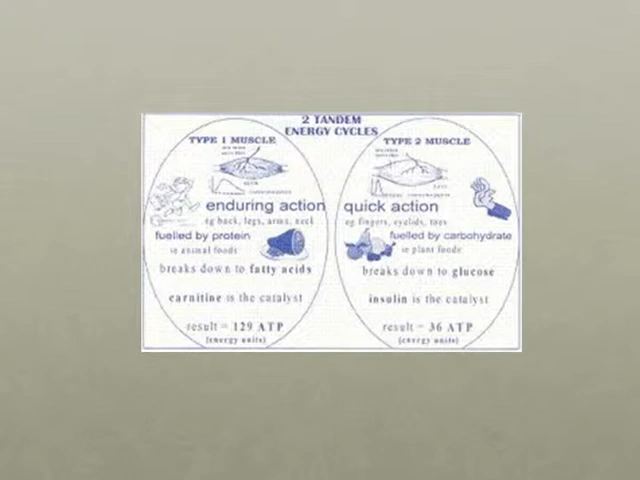 2 TANDEM
ENERGY CYCLES
TYPE 1 MUSCLE
enduring action
eg back, legs, arms, neck
fuelled by protein
ie animal foods
breaks down to fatty acids
carnitine is the catalyst
result = 129 ATP
(energy units)
TYPE 2 MUSCLE
quick action
eg fingers, eyelids, toes
fuelled by carbohydrate
ie plant foods
breaks down to glucose
insulin is the catalyst
result = 36 ATP
(energy units)